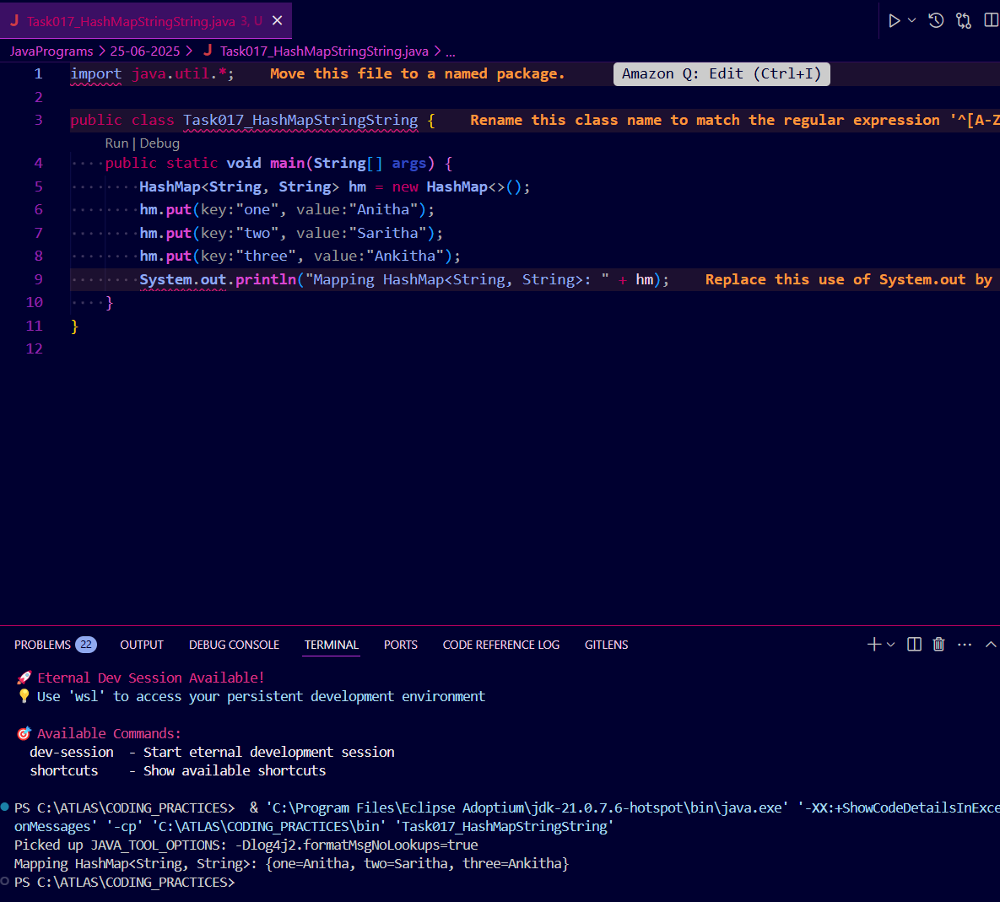 J Task017_HashMapStringString.java 3, U
JavaPrograms > 25-06-2025 > J Task017_HashMapStringString.java > ...
1 import java.util.*; Move this file to a named package. Amazon Q: Edit (Ctrl+I)
2
3 public class Task017_HashMapStringString { Rename this class name to match the regular expression '^[A-Z
Run | Debug
4 ····public static void main(String[] args) {
5 ········HashMap<String, String> hm = new HashMap<>();
6 ········hm.put(key:"one", value:"Anitha");
7 ········hm.put(key:"two", value:"Saritha");
8 ········hm.put(key:"three", value:"Ankitha");
9 ········System.out.println("Mapping HashMap<String, String>: " + hm); Replace this use of System.out by
10 ····}
11 }
12
PROBLEMS 22 OUTPUT DEBUG CONSOLE TERMINAL PORTS CODE REFERENCE LOG GITLENS
🚀 Eternal Dev Session Available!
💡 Use 'wsl' to access your persistent development environment
🎯 Available Commands:
dev-session - Start eternal development session
shortcuts - Show available shortcuts
PS C:\ATLAS\CODING_PRACTICES> & 'C:\Program Files\Eclipse Adoptium\jdk-21.0.7.6-hotspot\bin\java.exe' '-XX:+ShowCodeDetailsInExce
onMessages' '-cp' 'C:\ATLAS\CODING_PRACTICES\bin' 'Task017_HashMapStringString'
Picked up JAVA_TOOL_OPTIONS: -Dlog4j2.formatMsgNoLookups=true
Mapping HashMap<String, String>: {one=Anitha, two=Saritha, three=Ankitha}
PS C:\ATLAS\CODING_PRACTICES>